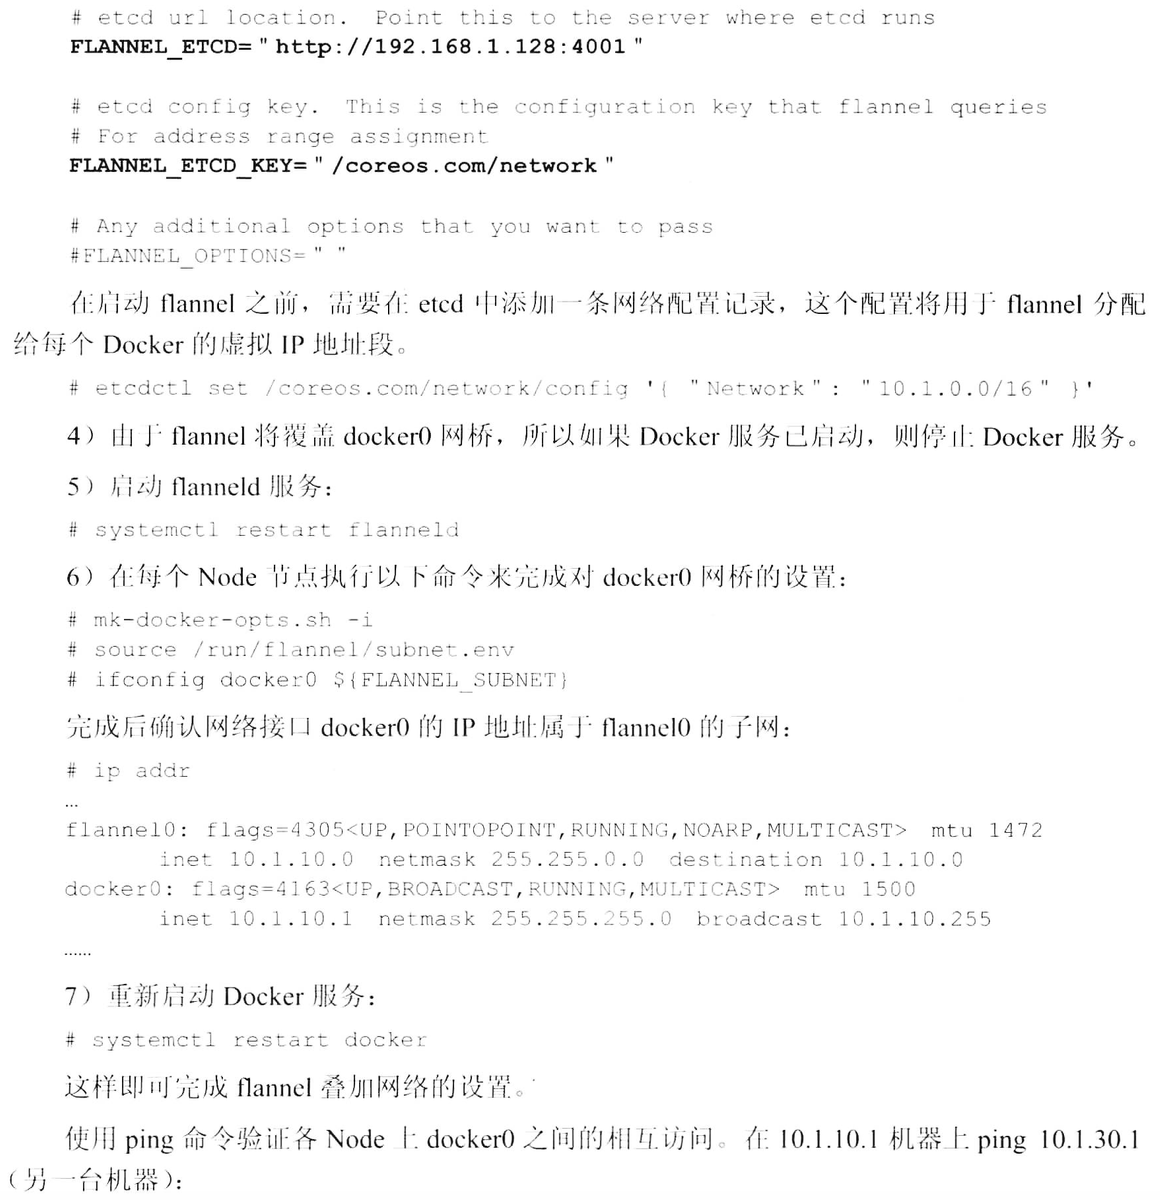 # etcd url location.  Point this to the server where etcd runs
FLANNEL_ETCD="http://192.168.1.128:4001"
# etcd config key.  This is the configuration key that flannel queries
# For address range assignment
FLANNEL_ETCD_KEY="/coreos.com/network"
# Any additional options that you want to pass
#FLANNEL_OPTIONS=" "
在启动 flannel 之前，需要在 etcd 中添加一条网络配置记录，这个配置将用于 flannel 分配
给每个 Docker 的虚拟 IP 地址段。
# etcdctl set /coreos.com/network/config '{ "Network": "10.1.0.0/16" }'
4）由于 flannel 将覆盖 docker0 网桥，所以如果 Docker 服务已启动，则停止 Docker 服务。
5）启动 flanneld 服务：
# systemctl restart flanneld
6）在每个 Node 节点执行以下命令来完成对 docker0 网桥的设置：
# mk-docker-opts.sh -i
# source /run/flannel/subnet.env
# ifconfig docker0 ${FLANNEL_SUBNET}
完成后确认网络接口 docker0 的 IP 地址属于 flannel0 的子网：
# ip addr
…
flannel0: flags=4305<UP,POINTOPOINT,RUNNING,NOARP,MULTICAST>  mtu 1472
inet 10.1.10.0  netmask 255.255.0.0  destination 10.1.10.0
docker0: flags=4163<UP,BROADCAST,RUNNING,MULTICAST>  mtu 1500
inet 10.1.10.1  netmask 255.255.255.0  broadcast 10.1.10.255
……
7）重新启动 Docker 服务：
# systemctl restart docker
这样即可完成 flannel 叠加网络的设置。
使用 ping 命令验证各 Node 上 docker0 之间的相互访问。在 10.1.10.1 机器上 ping 10.1.30.1
（另一台机器）：